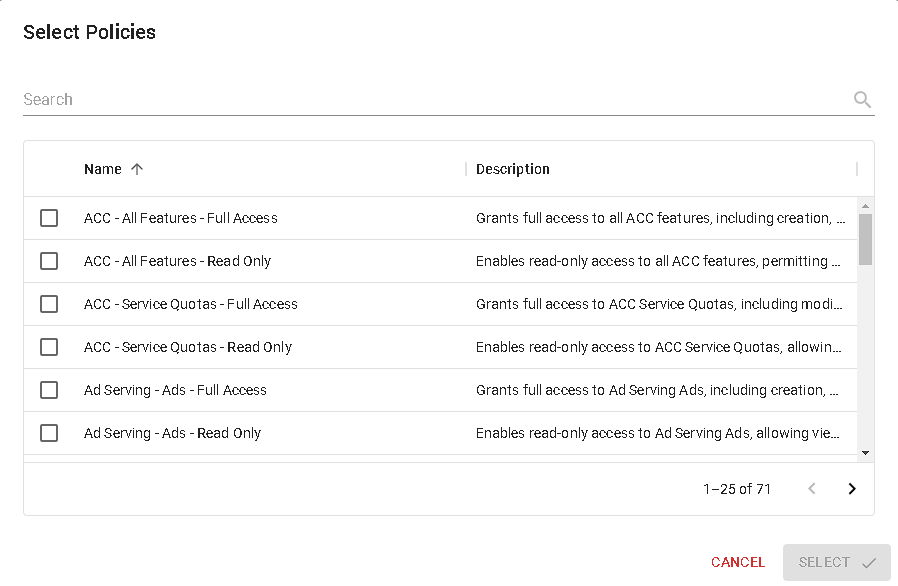 Select Policies
Search
Name Description
ACC - All Features - Full Access Grants full access to all ACC features, including creation, ...
ACC - All Features - Read Only Enables read-only access to all ACC features, permitting ...
ACC - Service Quotas - Full Access Grants full access to ACC Service Quotas, including modi...
ACC - Service Quotas - Read Only Enables read-only access to ACC Service Quotas, allowin...
Ad Serving - Ads - Full Access Grants full access to Ad Serving Ads, including creation, ...
Ad Serving - Ads - Read Only Enables read-only access to Ad Serving Ads, allowing vie...
1–25 of 71
CANCEL SELECT